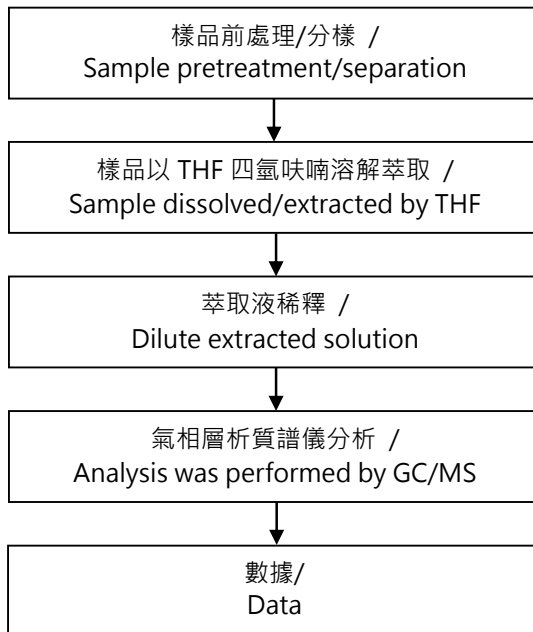 樣品前處理/分樣 /
Sample pretreatment/separation
樣品以 THF 四氫呋喃溶解萃取 /
Sample dissolved/extracted by THF
萃取液稀釋 /
Dilute extracted solution
氣相層析質譜儀分析 /
Analysis was performed by GC/MS
數據/
Data